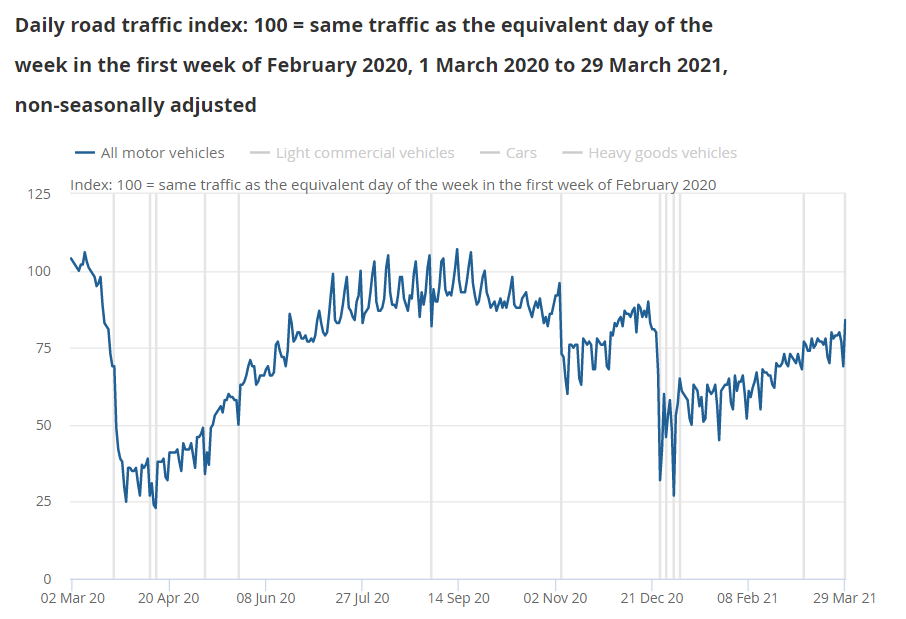 Daily road traffic index: 100 = same traffic as the equivalent day of the
week in the first week of February 2020, 1 March 2020 to 29 March 2021,
non-seasonally adjusted
All motor vehicles Light commercial vehicles Cars Heavy goods vehicles
Index: 100 = same traffic as the equivalent day of the week in the first week of February 2020
125
100
75
50
25
0
02 Mar 20 20 Apr 20 08 Jun 20 27 Jul 20 14 Sep 20 02 Nov 20 21 Dec 20 08 Feb 21 29 Mar 21